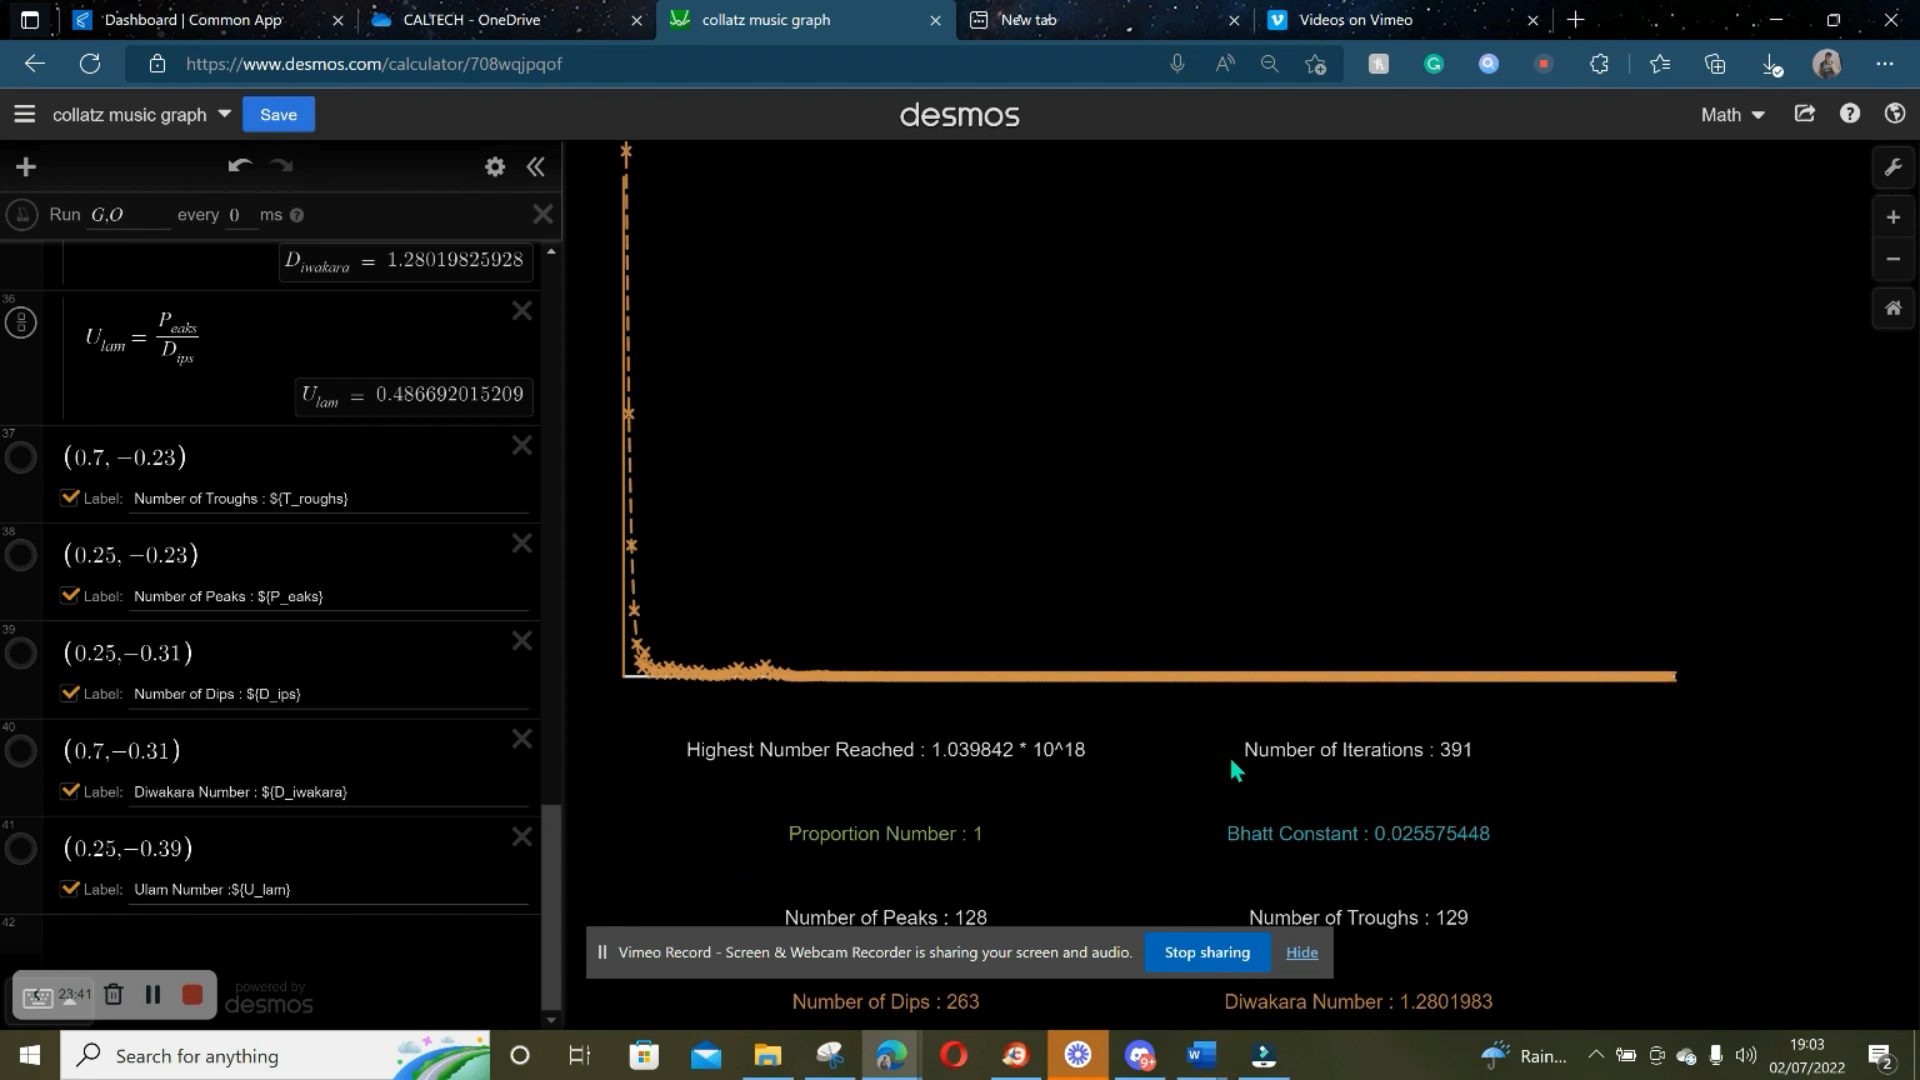 Dashboard | Common App
CALTECH - OneDrive
collatz music graph
New tab
Videos on Vimeo
https://www.desmos.com/calculator/708wqjpqof
collatz music graph
Save
desmos
Math
Run G,O every 0 ms
D_iwakara = 1.28019825928
36
U_lam = P_eaks / D_ips
U_lam = 0.486692015209
37
(0.7, −0.23)
Label: Number of Troughs : ${T_roughs}
38
(0.25, −0.23)
Label: Number of Peaks : ${P_eaks}
39
(0.25,−0.31)
Label: Number of Dips : ${D_ips}
40
(0.7,−0.31)
Label: Diwakara Number : ${D_iwakara}
41
(0.25,−0.39)
Label: Ulam Number :${U_lam}
42
Highest Number Reached : 1.039842 * 10^18
Number of Iterations : 391
Proportion Number : 1
Bhatt Constant : 0.025575448
Number of Peaks : 128
Number of Troughs : 129
Vimeo Record - Screen & Webcam Recorder is sharing your screen and audio.
Stop sharing
Hide
Number of Dips : 263
Diwakara Number : 1.2801983
23:41
powered by
desmos
Search for anything
9+
Rain...
19:03
02/07/2022
2